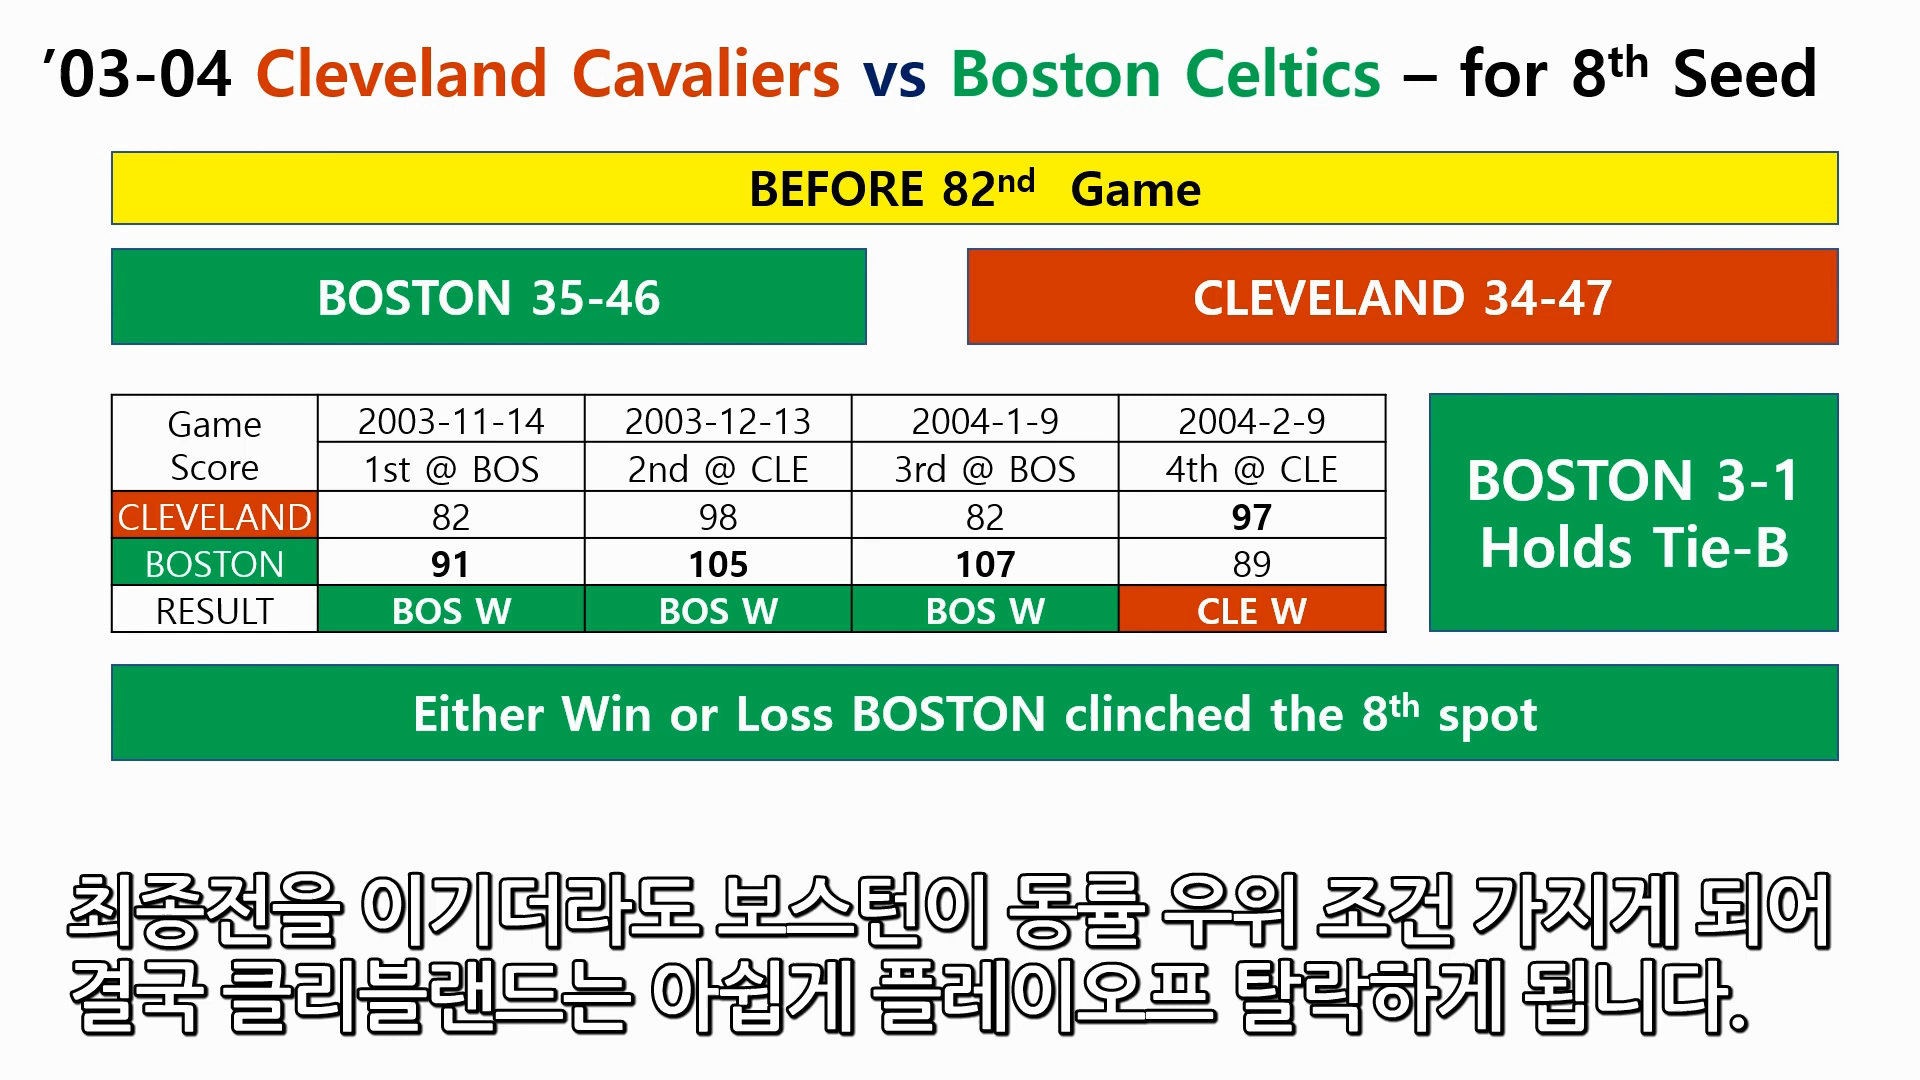 ’03-04 Cleveland Cavaliers vs Boston Celtics – for 8th Seed
BEFORE 82nd Game
BOSTON 35-46
CLEVELAND 34-47
Game Score 2003-11-14 2003-12-13 2004-1-9 2004-2-9
1st @ BOS 2nd @ CLE 3rd @ BOS 4th @ CLE
CLEVELAND 82 98 82 97
BOSTON 91 105 107 89
RESULT BOS W BOS W BOS W CLE W
BOSTON 3-1
Holds Tie-B
Either Win or Loss BOSTON clinched the 8th spot
최종전을 이기더라도 보스턴이 동률 우위 조건 가지게 되어
결국 클리블랜드는 아쉽게 플레이오프 탈락하게 됩니다.